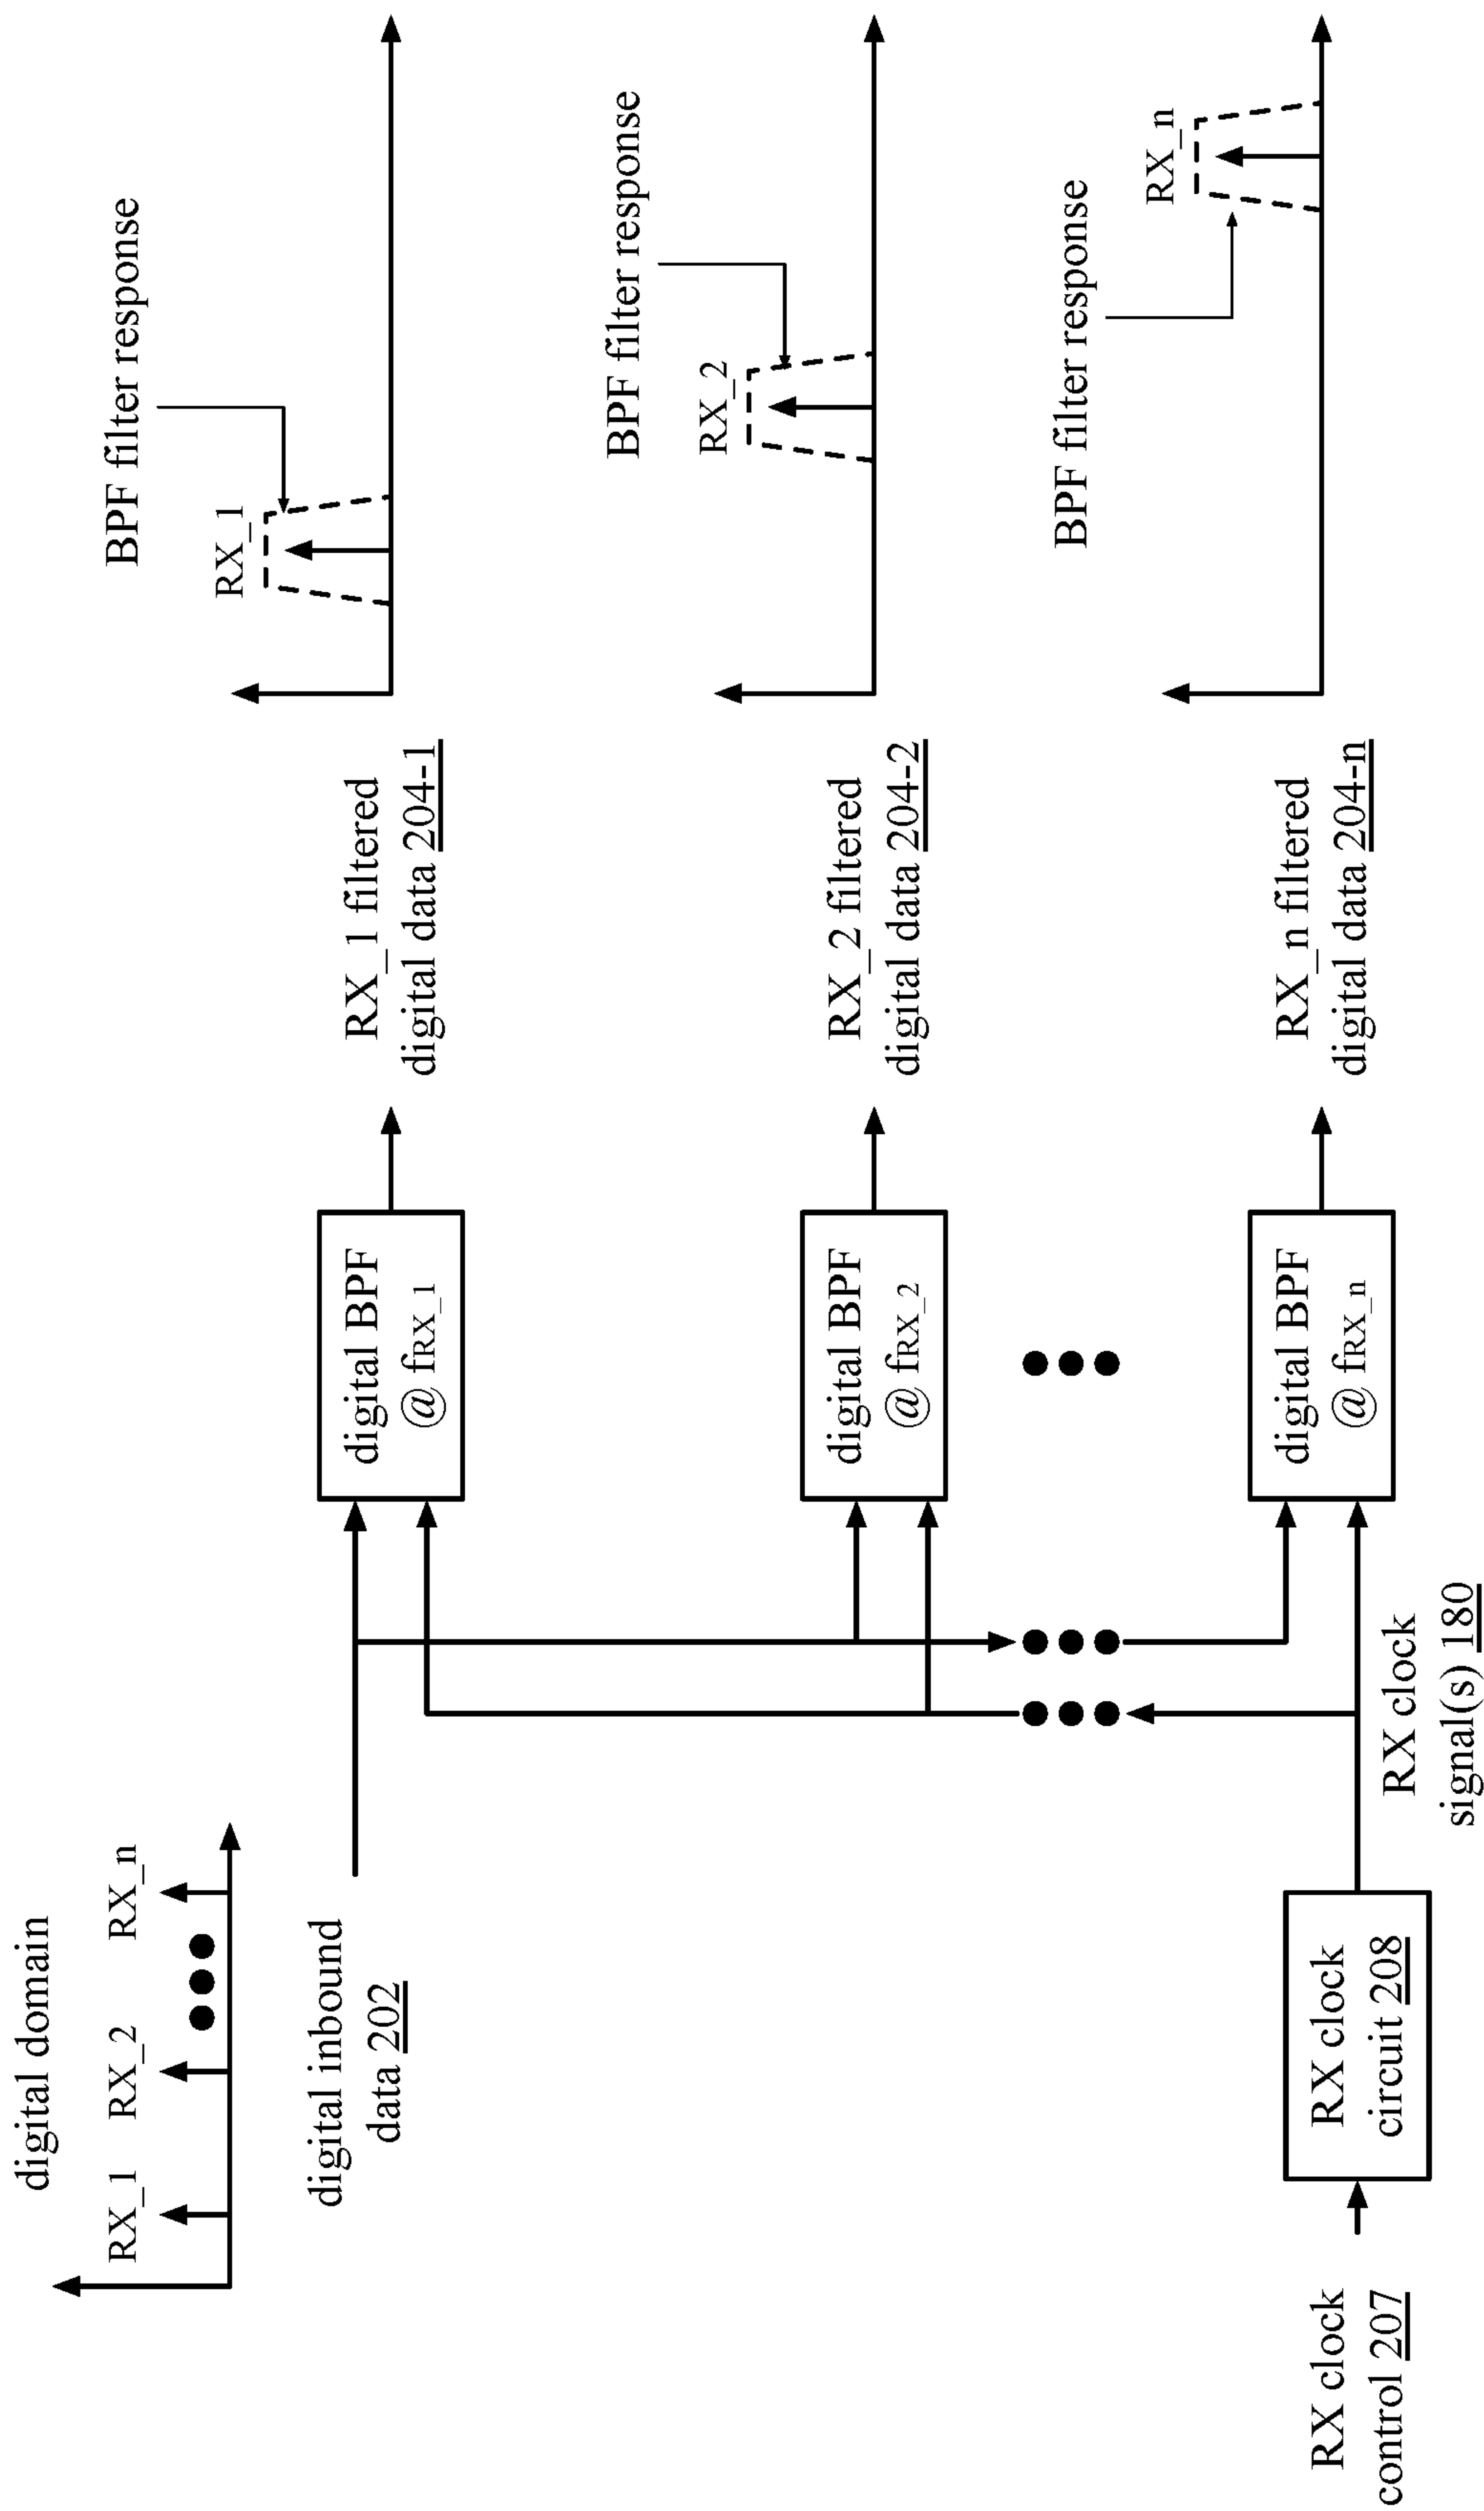 digital domain
RX_1
RX_2
RX_n
digital inbound
data 202
digital BPF
@ fRX_1
RX_1 filtered
digital data 204-1
BPF filter response
RX_1
digital BPF
@ fRX_2
RX_2 filtered
digital data 204-2
BPF filter response
RX_2
digital BPF
@ fRX_n
RX_n filtered
digital data 204-n
BPF filter response
RX_n
RX clock
control 207
RX clock
circuit 208
RX clock
signal(s) 180